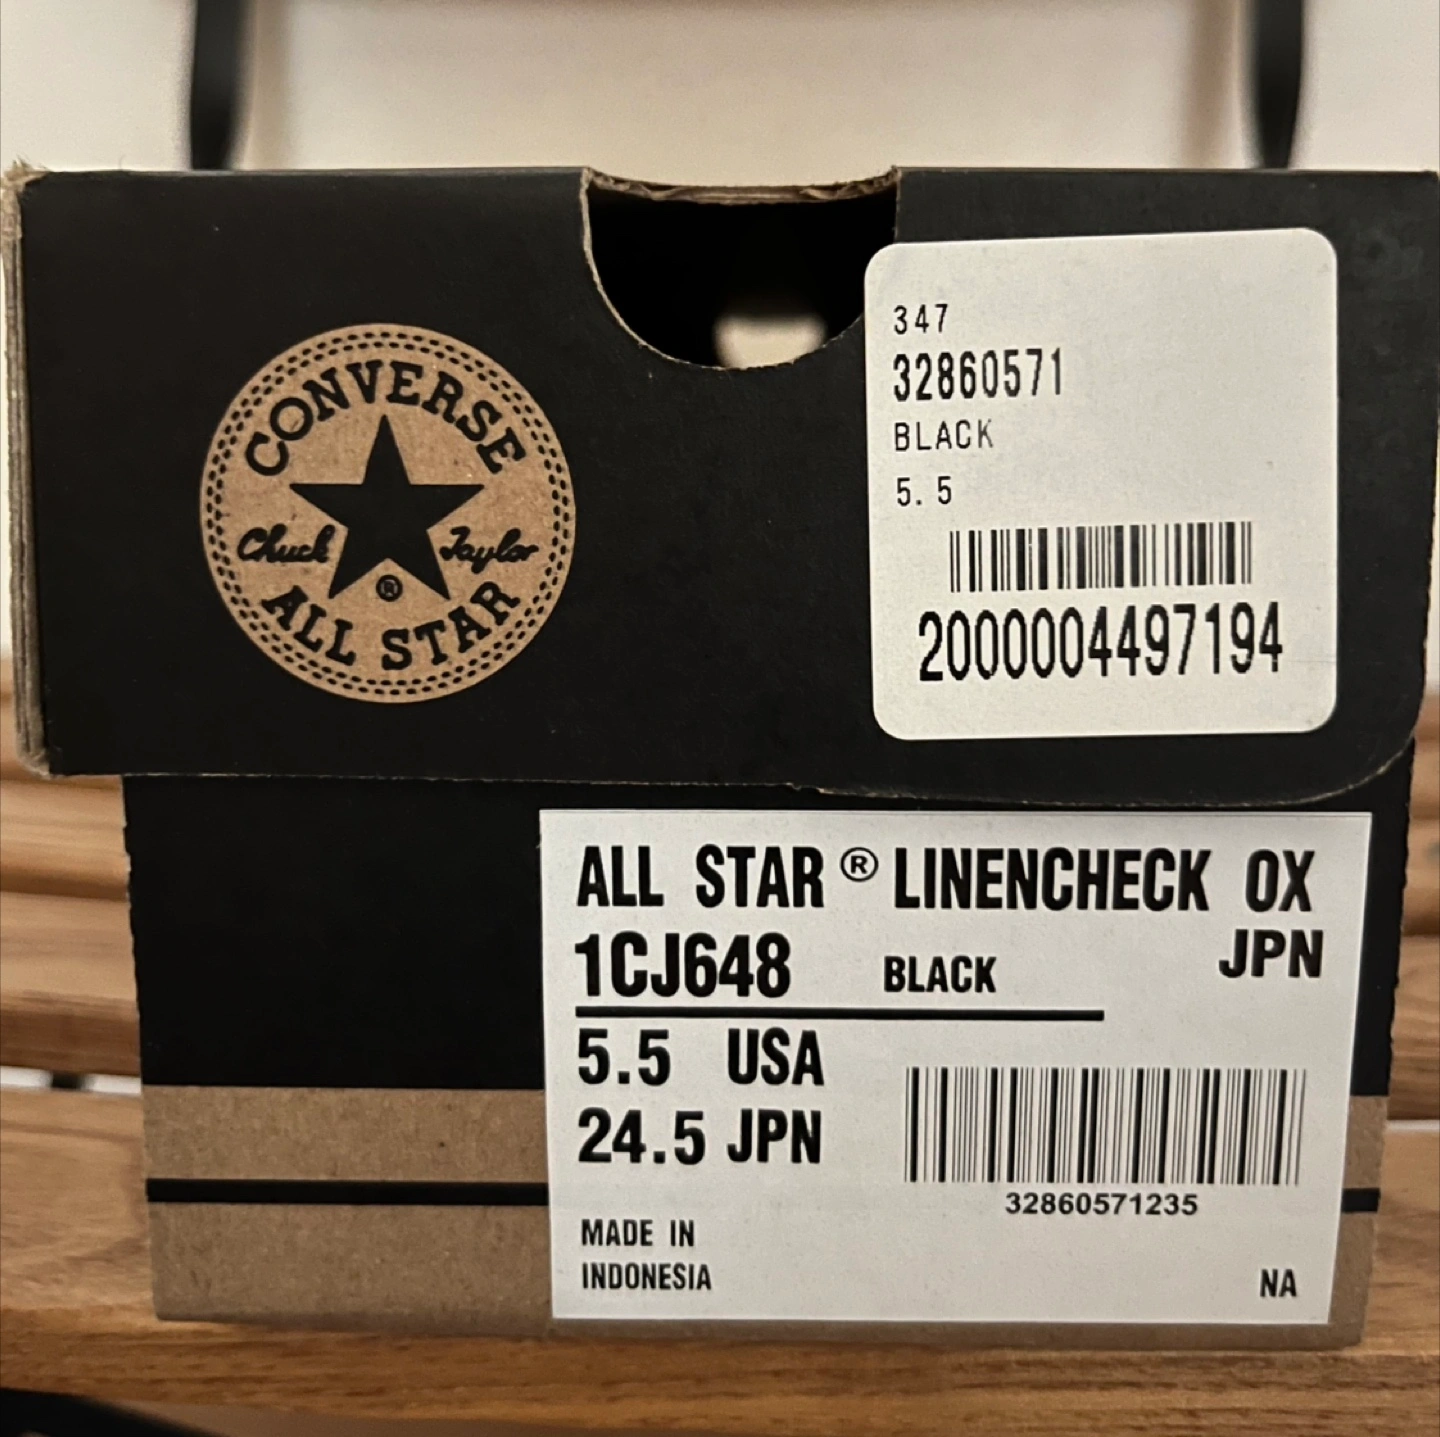 CONVERSE
Chuck Taylor
®
ALL STAR
347
32860571
BLACK
5.5
2000004497194
ALL STAR® LINENCHECK OX
1CJ648 BLACK JPN
5.5 USA
24.5 JPN
32860571235
MADE IN
INDONESIA
NA